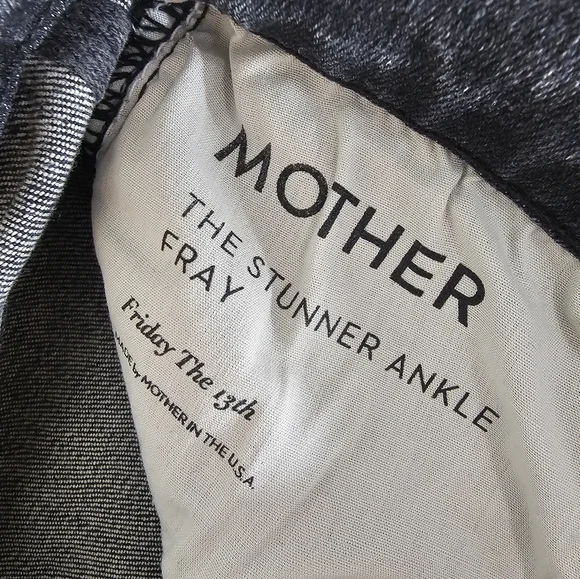 MOTHER
THE STUNNER ANKLE
FRAY
Friday The 13th
MADE by MOTHER IN THE U.S.A.